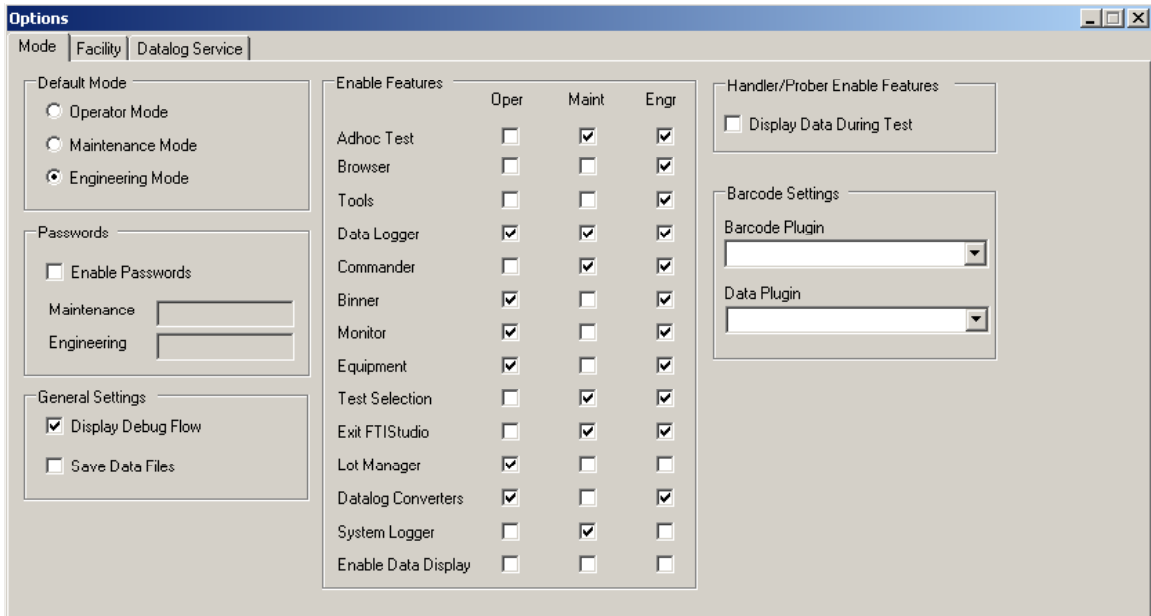 Options
Mode Facility Datalog Service
Default Mode
Operator Mode
Maintenance Mode
Engineering Mode
Passwords
Enable Passwords
Maintenance
Engineering
General Settings
Display Debug Flow
Save Data Files
Enable Features
Oper Maint Engr
Adhoc Test
Browser
Tools
Data Logger
Commander
Binner
Monitor
Equipment
Test Selection
Exit FTIStudio
Lot Manager
Datalog Converters
System Logger
Enable Data Display
Handler/Prober Enable Features
Display Data During Test
Barcode Settings
Barcode Plugin
Data Plugin